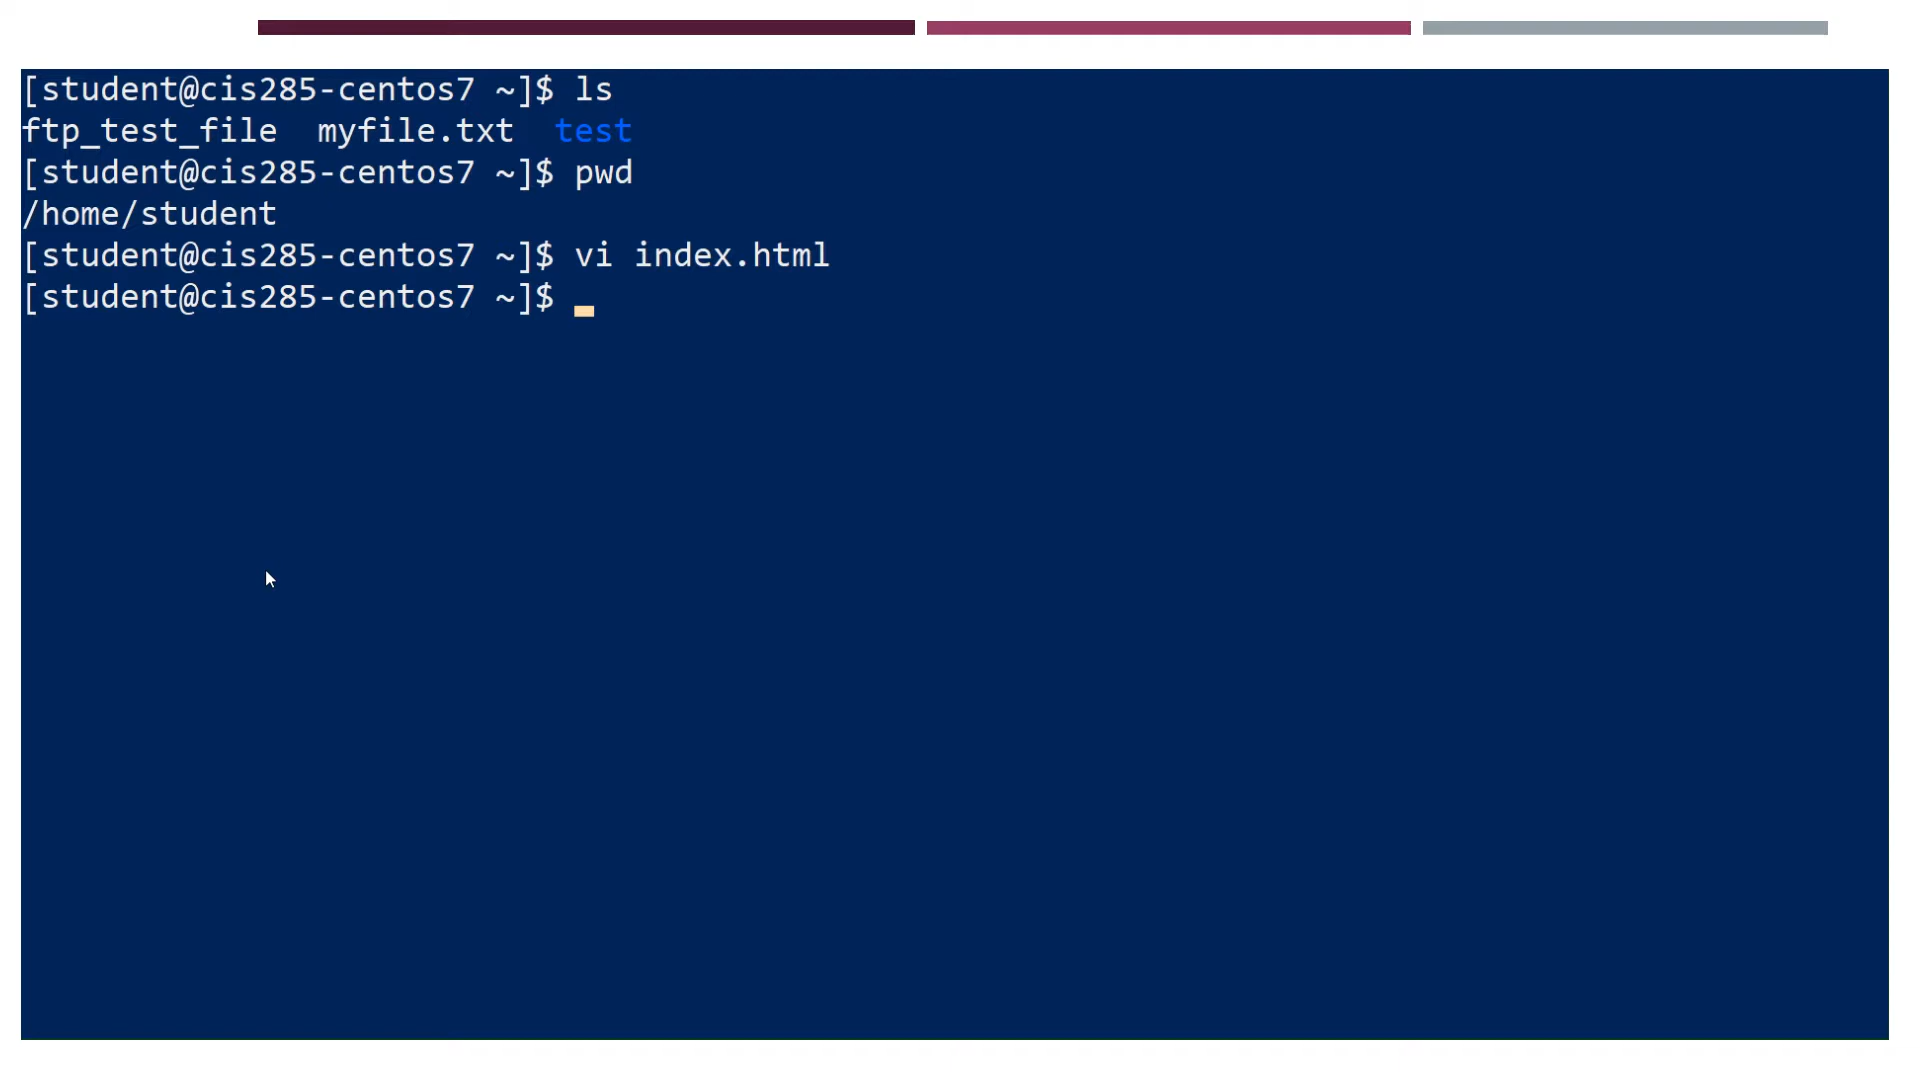 [student@cis285-centos7 ~]$ ls
ftp_test_file  myfile.txt  test
[student@cis285-centos7 ~]$ pwd
/home/student
[student@cis285-centos7 ~]$ vi index.html
[student@cis285-centos7 ~]$